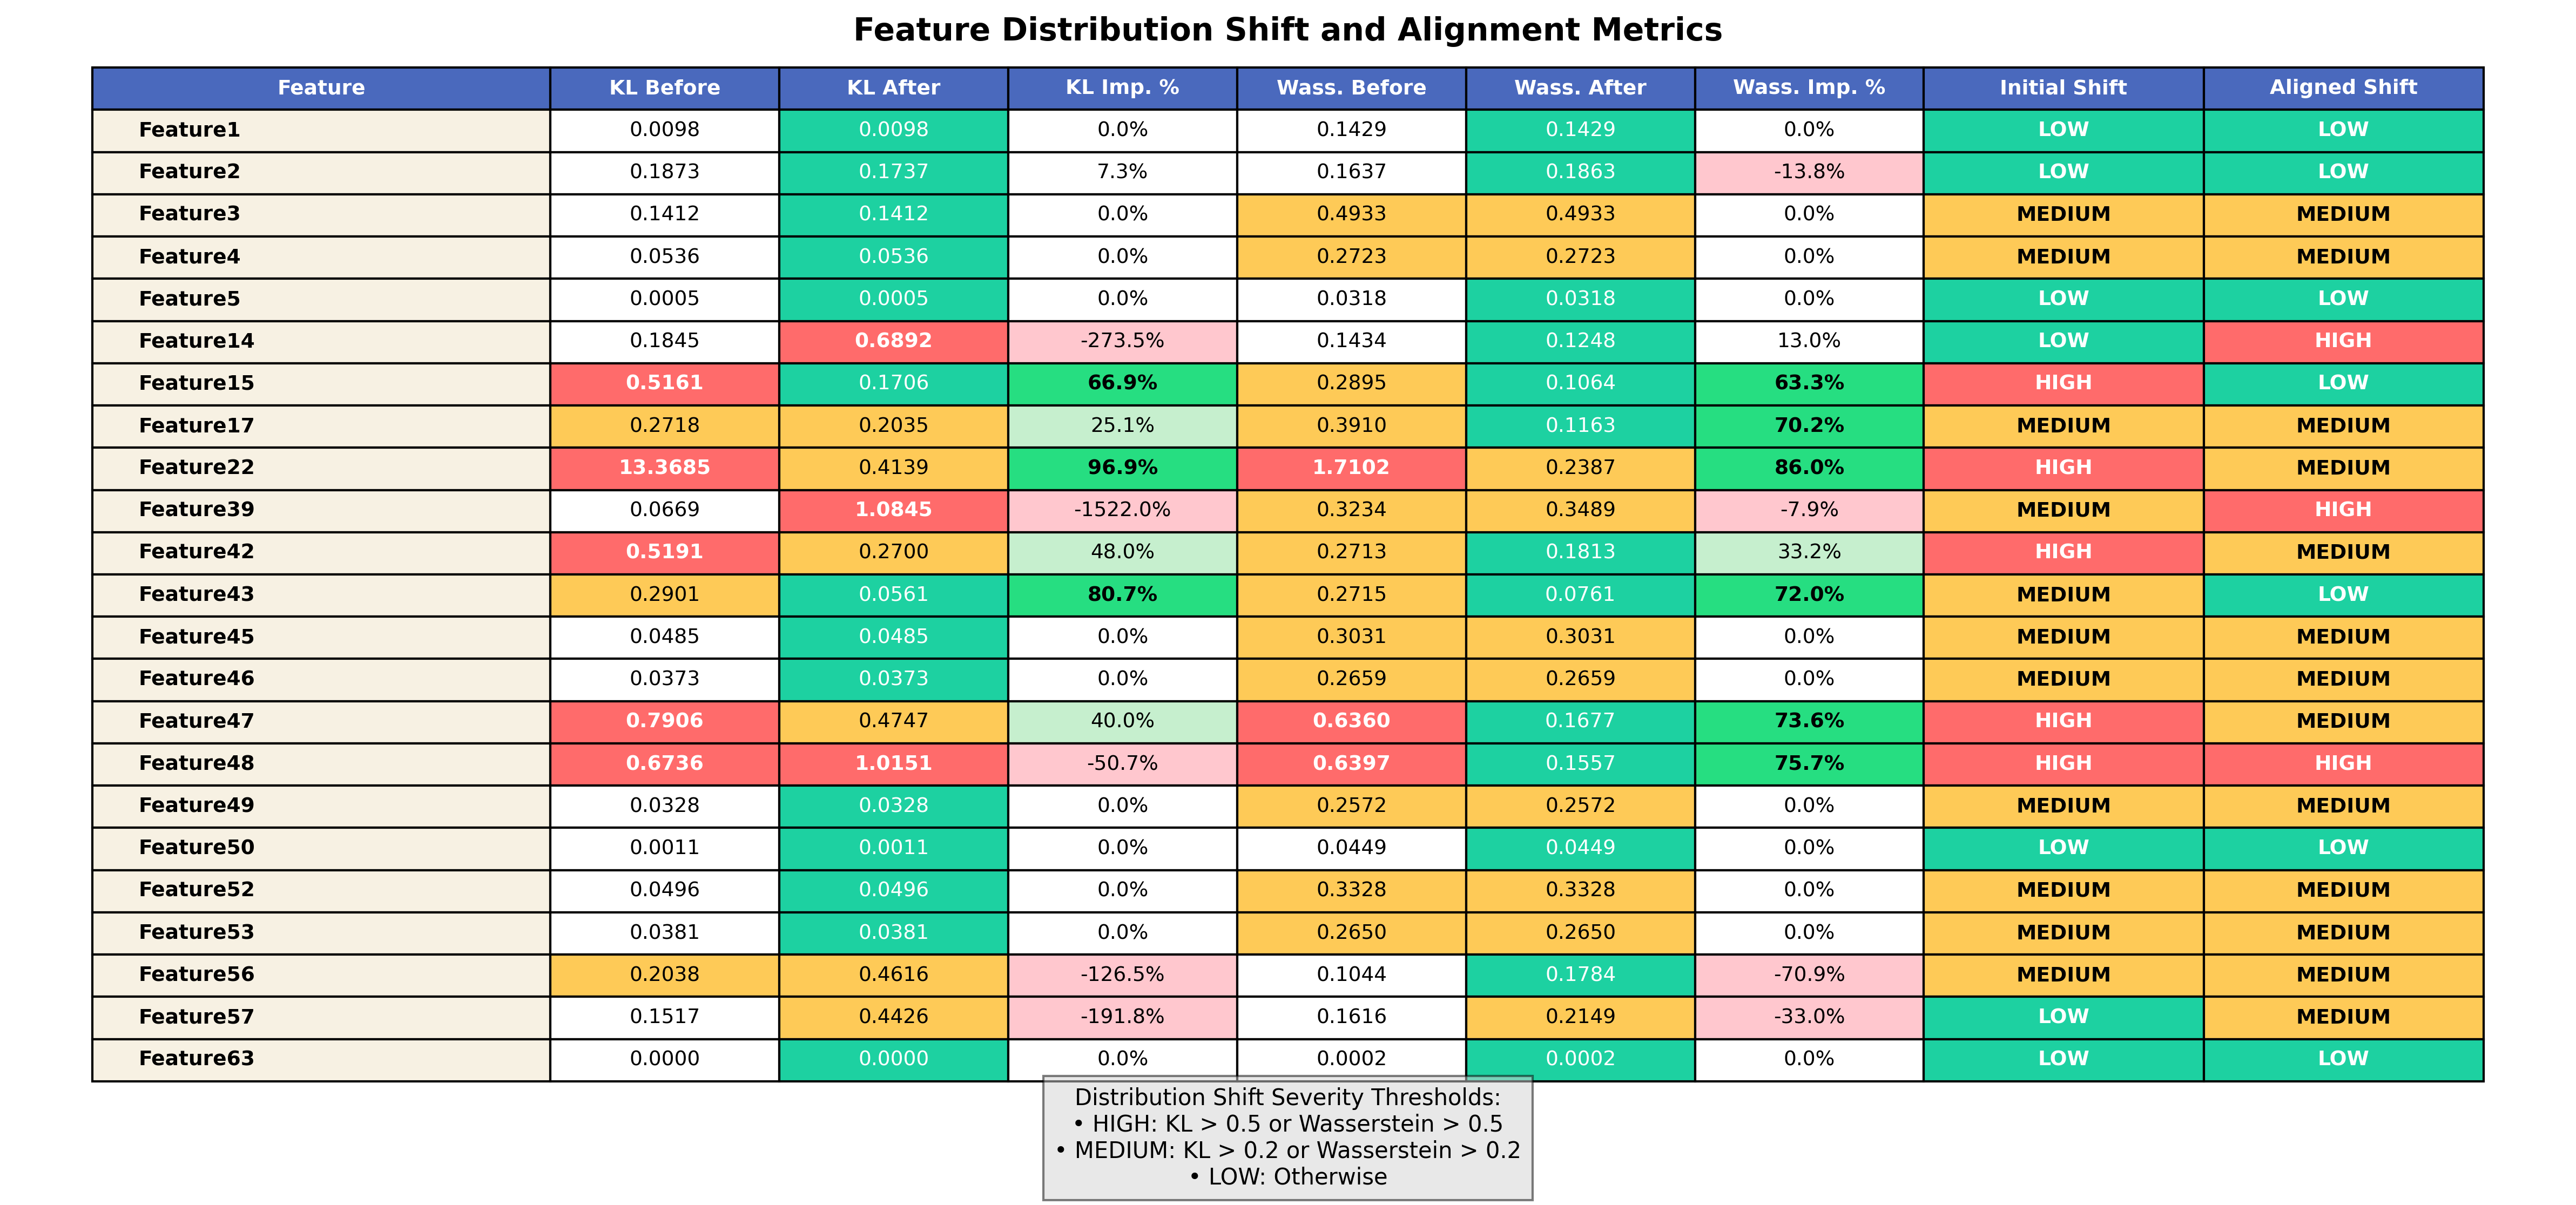 Feature Distribution Shift and Alignment Metrics
Feature KL Before KL After KL Imp. % Wass. Before Wass. After Wass. Imp. % Initial Shift Aligned Shift
Feature1 0.0098 0.0098 0.0% 0.1429 0.1429 0.0% LOW LOW
Feature2 0.1873 0.1737 7.3% 0.1637 0.1863 -13.8% LOW LOW
Feature3 0.1412 0.1412 0.0% 0.4933 0.4933 0.0% MEDIUM MEDIUM
Feature4 0.0536 0.0536 0.0% 0.2723 0.2723 0.0% MEDIUM MEDIUM
Feature5 0.0005 0.0005 0.0% 0.0318 0.0318 0.0% LOW LOW
Feature14 0.1845 0.6892 -273.5% 0.1434 0.1248 13.0% LOW HIGH
Feature15 0.5161 0.1706 66.9% 0.2895 0.1064 63.3% HIGH LOW
Feature17 0.2718 0.2035 25.1% 0.3910 0.1163 70.2% MEDIUM MEDIUM
Feature22 13.3685 0.4139 96.9% 1.7102 0.2387 86.0% HIGH MEDIUM
Feature39 0.0669 1.0845 -1522.0% 0.3234 0.3489 -7.9% MEDIUM HIGH
Feature42 0.5191 0.2700 48.0% 0.2713 0.1813 33.2% HIGH MEDIUM
Feature43 0.2901 0.0561 80.7% 0.2715 0.0761 72.0% MEDIUM LOW
Feature45 0.0485 0.0485 0.0% 0.3031 0.3031 0.0% MEDIUM MEDIUM
Feature46 0.0373 0.0373 0.0% 0.2659 0.2659 0.0% MEDIUM MEDIUM
Feature47 0.7906 0.4747 40.0% 0.6360 0.1677 73.6% HIGH MEDIUM
Feature48 0.6736 1.0151 -50.7% 0.6397 0.1557 75.7% HIGH HIGH
Feature49 0.0328 0.0328 0.0% 0.2572 0.2572 0.0% MEDIUM MEDIUM
Feature50 0.0011 0.0011 0.0% 0.0449 0.0449 0.0% LOW LOW
Feature52 0.0496 0.0496 0.0% 0.3328 0.3328 0.0% MEDIUM MEDIUM
Feature53 0.0381 0.0381 0.0% 0.2650 0.2650 0.0% MEDIUM MEDIUM
Feature56 0.2038 0.4616 -126.5% 0.1044 0.1784 -70.9% MEDIUM MEDIUM
Feature57 0.1517 0.4426 -191.8% 0.1616 0.2149 -33.0% LOW MEDIUM
Feature63 0.0000 0.0000 0.0% 0.0002 0.0002 0.0% LOW LOW
Distribution Shift Severity Thresholds:
• HIGH: KL > 0.5 or Wasserstein > 0.5
• MEDIUM: KL > 0.2 or Wasserstein > 0.2
• LOW: Otherwise